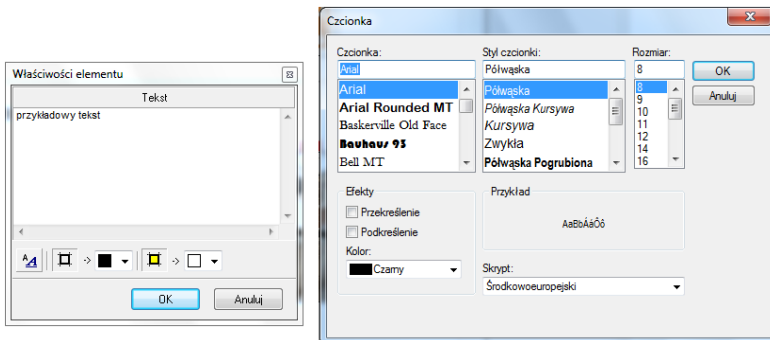 Właściwości elementu
Tekst
przykładowy tekst
A
A
->
->
OK
Anuluj
Czcionka
Czcionka:
Arial
Arial
Arial Rounded MT
Baskerville Old Face
Bauhaus 93
Bell MT
Styl czcionki:
Półwąska
Półwąska
Półwąska Kursywa
Kursywa
Zwykła
Półwąska Pogrubiona
Rozmiar:
8
8
9
10
11
12
14
16
OK
Anuluj
Efekty
Przekreślenie
Podkreślenie
Kolor:
Czarny
Przykład
AaBbÁáÔô
Skrypt:
Środkowoeuropejski